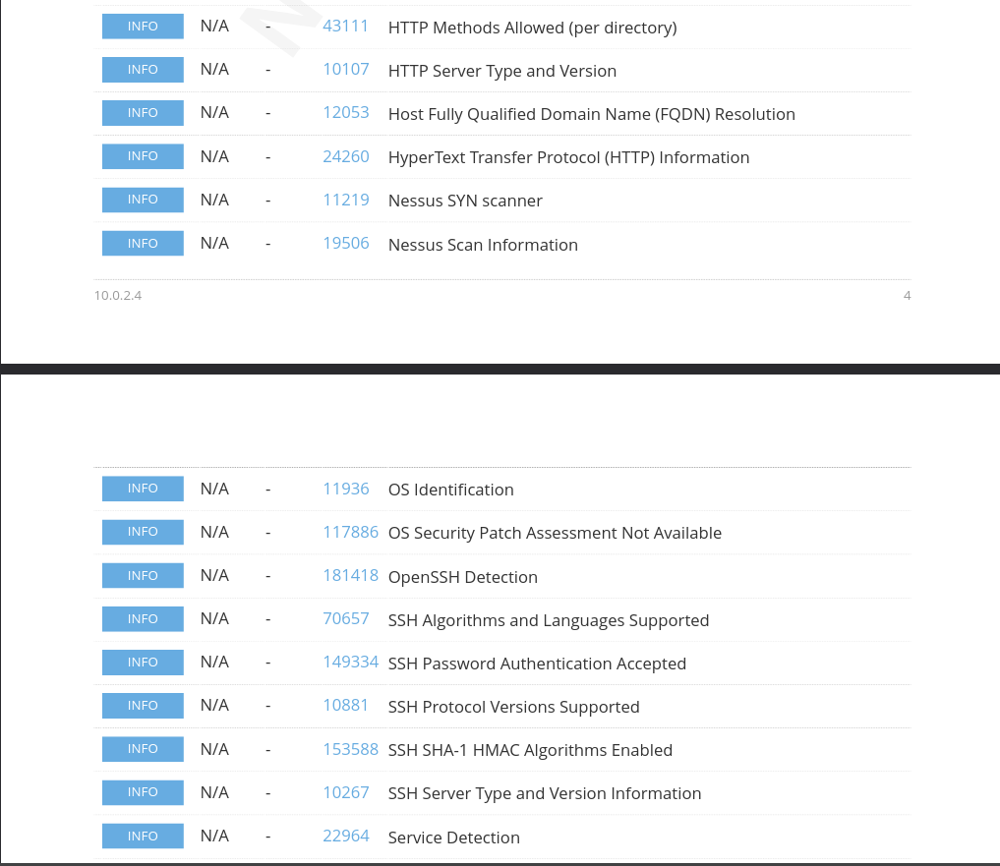 INFO N/A - 43111 HTTP Methods Allowed (per directory)
INFO N/A - 10107 HTTP Server Type and Version
INFO N/A - 12053 Host Fully Qualified Domain Name (FQDN) Resolution
INFO N/A - 24260 HyperText Transfer Protocol (HTTP) Information
INFO N/A - 11219 Nessus SYN scanner
INFO N/A - 19506 Nessus Scan Information
10.0.2.4 4
INFO N/A - 11936 OS Identification
INFO N/A - 117886 OS Security Patch Assessment Not Available
INFO N/A - 181418 OpenSSH Detection
INFO N/A - 70657 SSH Algorithms and Languages Supported
INFO N/A - 149334 SSH Password Authentication Accepted
INFO N/A - 10881 SSH Protocol Versions Supported
INFO N/A - 153588 SSH SHA-1 HMAC Algorithms Enabled
INFO N/A - 10267 SSH Server Type and Version Information
INFO N/A - 22964 Service Detection